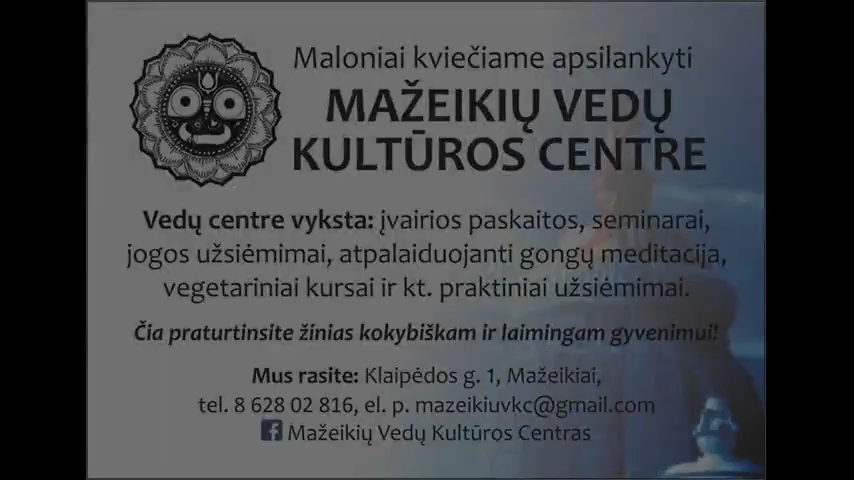 Maloniai kviečiame apsilankyti
MAŽEIKIŲ VEDŲ
KULTŪROS CENTRE
Vedų centre vyksta: įvairios paskaitos, seminarai,
jogos užsiėmimai, atpalaiduojanti gongų meditacija,
vegetariniai kursai ir kt. praktiniai užsiėmimai.
Čia praturtinsite žinias kokybiškam ir laimingam gyvenimui!
Mus rasite: Klaipėdos g. 1, Mažeikiai,
tel. 8 628 02 816, el. p. mazeikiuvkc@gmail.com
Mažeikių Vedų Kultūros Centras